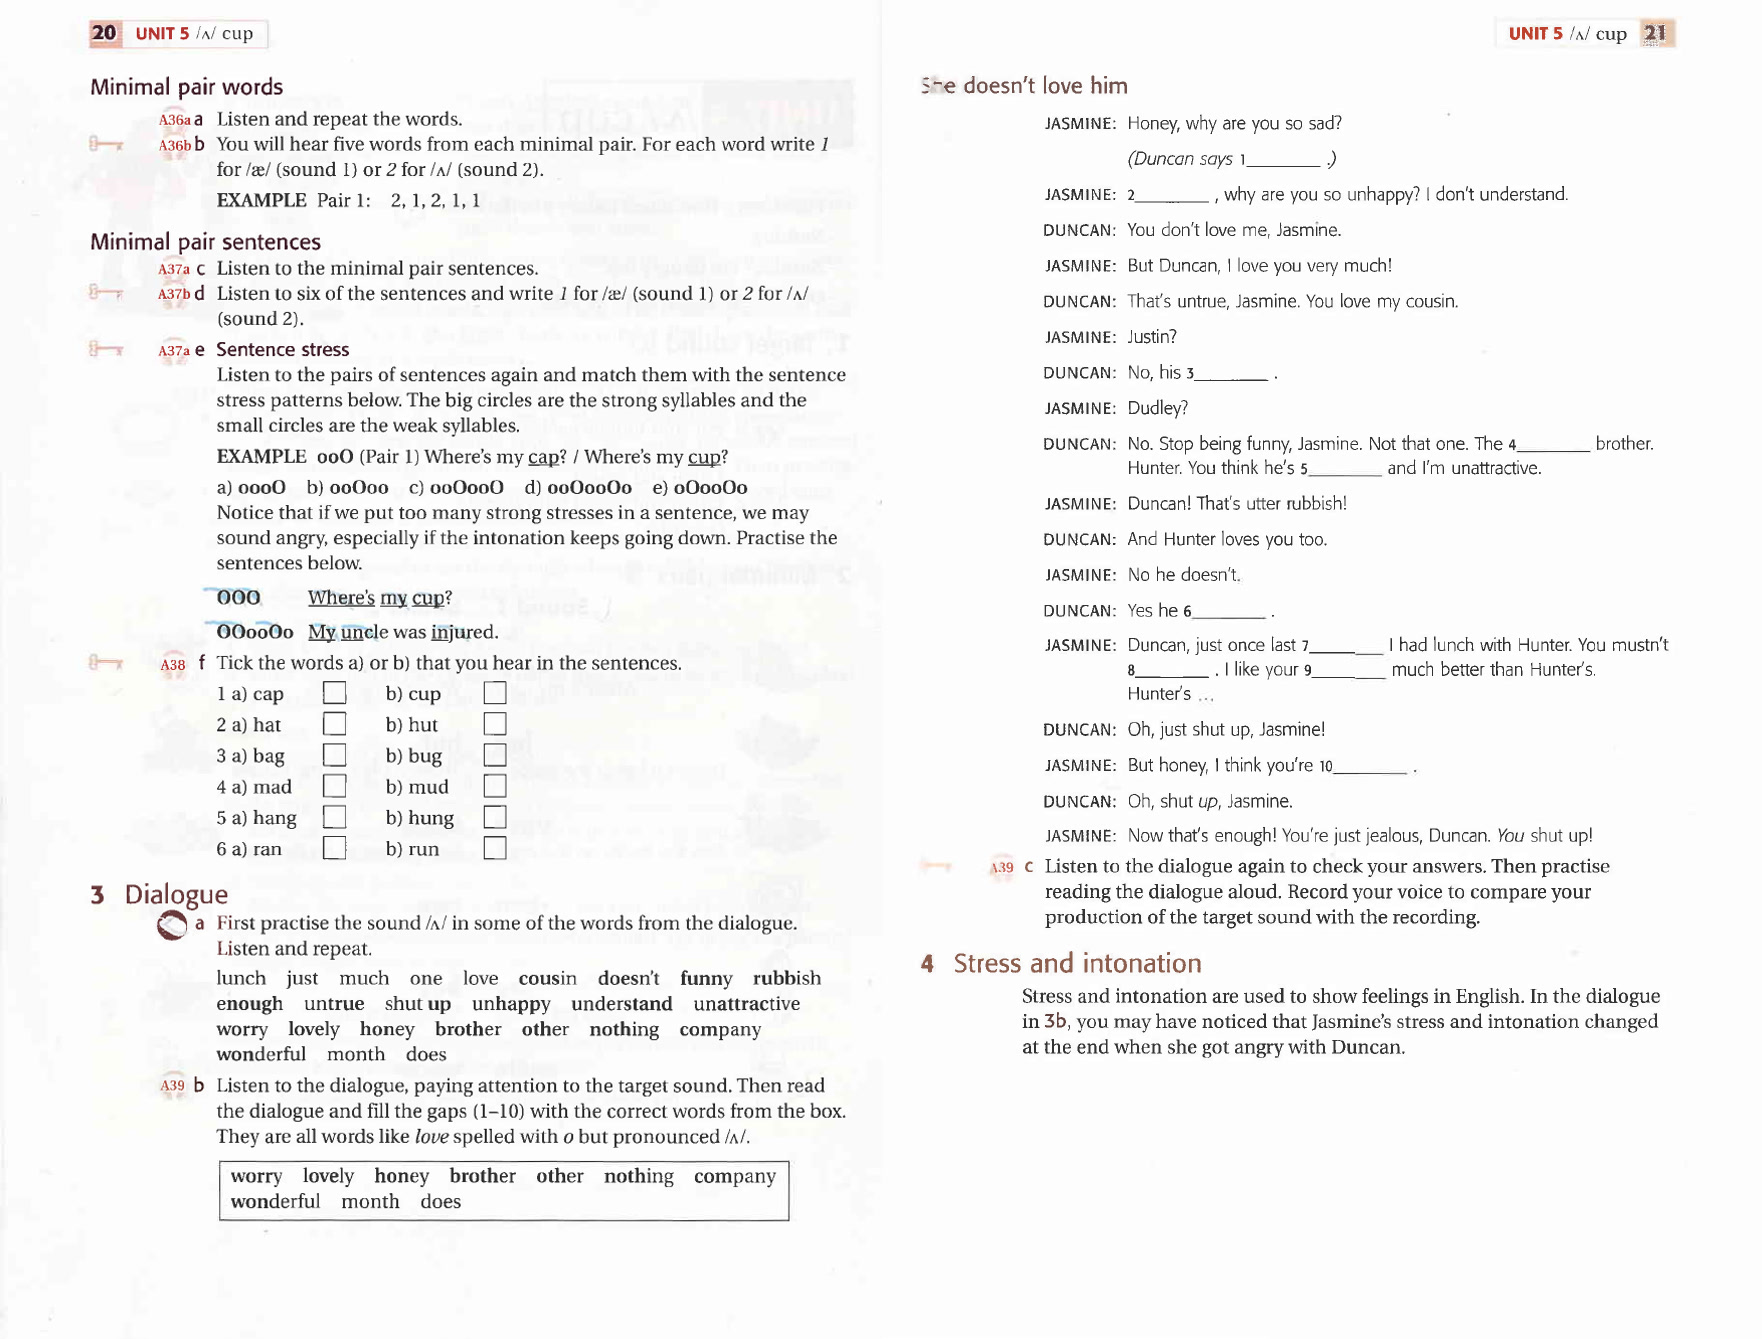 20 UNIT 5 /ʌ/ cup
Minimal pair words
A36a a Listen and repeat the words.
A36b b You will hear five words from each minimal pair. For each word write 1
for /æ/ (sound 1) or 2 for /ʌ/ (sound 2).
EXAMPLE Pair 1: 2, 1, 2, 1, 1
Minimal pair sentences
A37a c Listen to the minimal pair sentences.
A37b d Listen to six of the sentences and write 1 for /æ/ (sound 1) or 2 for /ʌ/
(sound 2).
A37a e Sentence stress
Listen to the pairs of sentences again and match them with the sentence
stress patterns below. The big circles are the strong syllables and the
small circles are the weak syllables.
EXAMPLE ooO (Pair 1) Where's my cap? / Where's my cup?
a) oooO b) ooOoo c) ooOooO d) ooOooOo e) oOooOo
Notice that if we put too many strong stresses in a sentence, we may
sound angry, especially if the intonation keeps going down. Practise the
sentences below.
OOO Where's my cup?
OOooOo My uncle was injured.
A38 f Tick the words a) or b) that you hear in the sentences.
1 a) cap b) cup
2 a) hat b) hut
3 a) bag b) bug
4 a) mad b) mud
5 a) hang b) hung
6 a) ran b) run
3 Dialogue
a First practise the sound /ʌ/ in some of the words from the dialogue.
Listen and repeat.
lunch just much one love cousin doesn't funny rubbish
enough untrue shut up unhappy understand unattractive
worry lovely honey brother other nothing company
wonderful month does
A39 b Listen to the dialogue, paying attention to the target sound. Then read
the dialogue and fill the gaps (1–10) with the correct words from the box.
They are all words like love spelled with o but pronounced /ʌ/.
worry lovely honey brother other nothing company
wonderful month does
UNIT 5 /ʌ/ cup 21
She doesn't love him
JASMINE: Honey, why are you so sad?
(Duncan says 1________ .)
JASMINE: 2________ , why are you so unhappy? I don't understand.
DUNCAN: You don't love me, Jasmine.
JASMINE: But Duncan, I love you very much!
DUNCAN: That's untrue, Jasmine. You love my cousin.
JASMINE: Justin?
DUNCAN: No, his 3________ .
JASMINE: Dudley?
DUNCAN: No. Stop being funny, Jasmine. Not that one. The 4________ brother.
Hunter. You think he's 5________ and I'm unattractive.
JASMINE: Duncan! That's utter rubbish!
DUNCAN: And Hunter loves you too.
JASMINE: No he doesn't.
DUNCAN: Yes he 6________ .
JASMINE: Duncan, just once last 7________ I had lunch with Hunter. You mustn't
8________ . I like your 9________ much better than Hunter's.
Hunter's ...
DUNCAN: Oh, just shut up, Jasmine!
JASMINE: But honey, I think you're 10________ .
DUNCAN: Oh, shut up, Jasmine.
JASMINE: Now that's enough! You're just jealous, Duncan. You shut up!
A39 c Listen to the dialogue again to check your answers. Then practise
reading the dialogue aloud. Record your voice to compare your
production of the target sound with the recording.
4 Stress and intonation
Stress and intonation are used to show feelings in English. In the dialogue
in 3b, you may have noticed that Jasmine's stress and intonation changed
at the end when she got angry with Duncan.